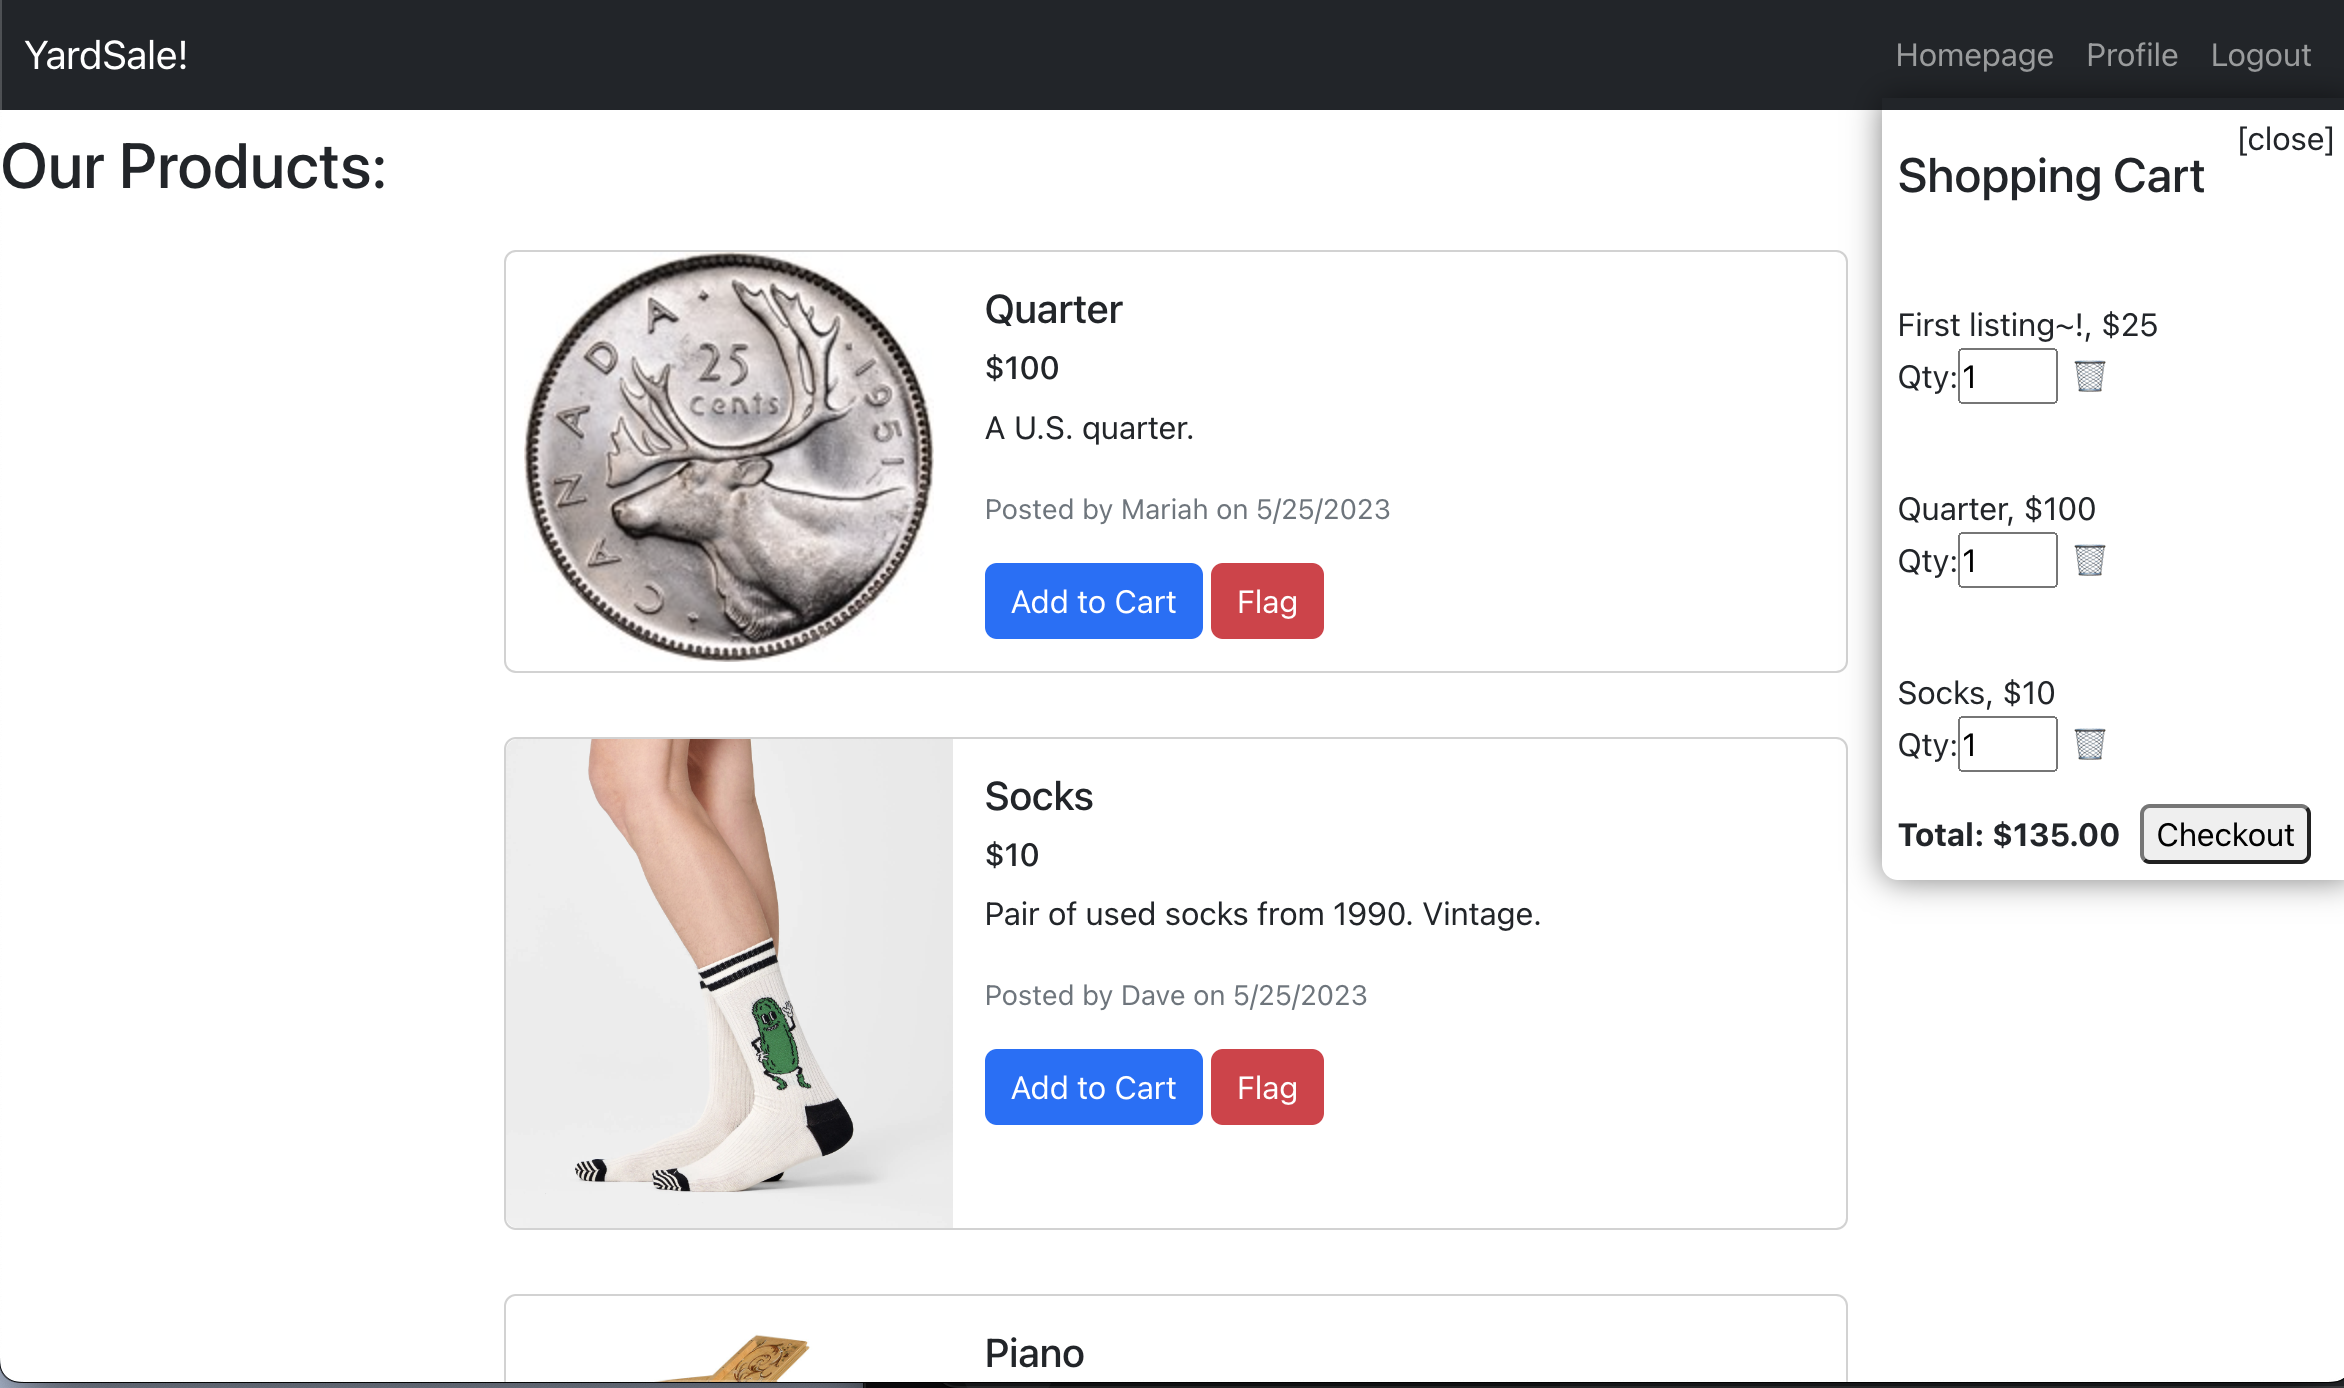 YardSale!
Homepage Profile Logout
Our Products:
CANADA 1951
25
cents
Quarter
$100
A U.S. quarter.
Posted by Mariah on 5/25/2023
Add to Cart Flag
Socks
$10
Pair of used socks from 1990. Vintage.
Posted by Dave on 5/25/2023
Add to Cart Flag
Piano
[close]
Shopping Cart
First listing~!, $25
Qty:1
Quarter, $100
Qty:1
Socks, $10
Qty:1
Total: $135.00 Checkout